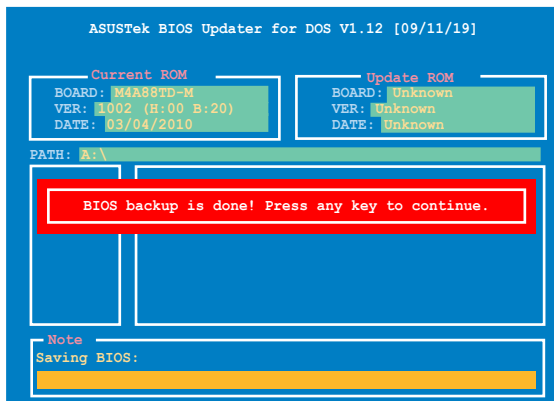 ASUSTek BIOS Updater for DOS V1.12 [09/11/19]
Current ROM
BOARD: M4A88TD-M
VER: 1002 (H:00 B:20)
DATE: 03/04/2010
Update ROM
BOARD: Unknown
VER: Unknown
DATE: Unknown
PATH: A:\
BIOS backup is done! Press any key to continue.
Note
Saving BIOS: